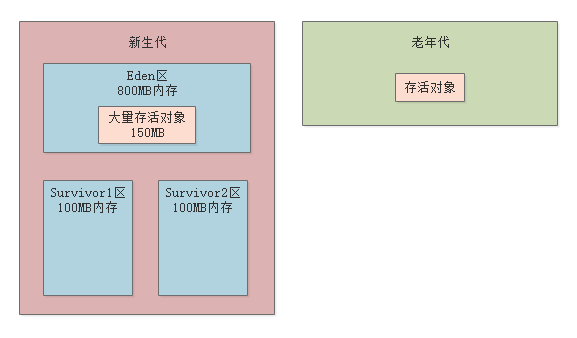 新生代
Eden区
800MB内存
大量存活对象
150MB
Survivor1区
100MB内存
Survivor2区
100MB内存
老年代
存活对象